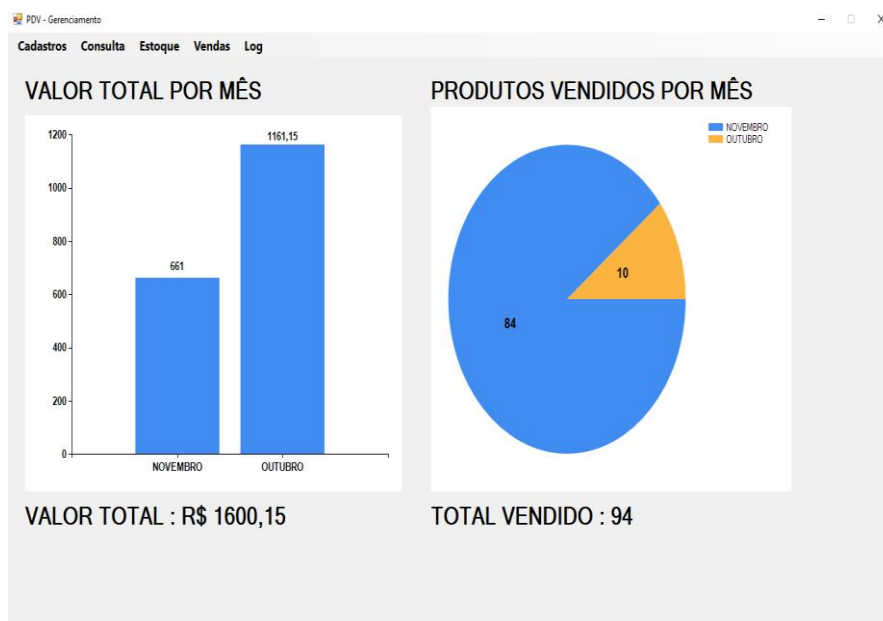 PDV - Gerenciamento
Cadastros Consulta Estoque Vendas Log
VALOR TOTAL POR MÊS
1200
1000
800
600
400
200
0
661
1161,15
NOVEMBRO OUTUBRO
VALOR TOTAL : R$ 1600,15
PRODUTOS VENDIDOS POR MÊS
NOVEMBRO
OUTUBRO
10
84
TOTAL VENDIDO : 94